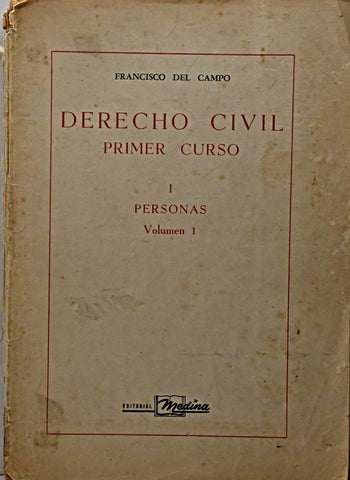 FRANCISCO DEL CAMPO
DERECHO CIVIL
PRIMER CURSO
I
PERSONAS
Volumen 1
EDITORIAL Medina